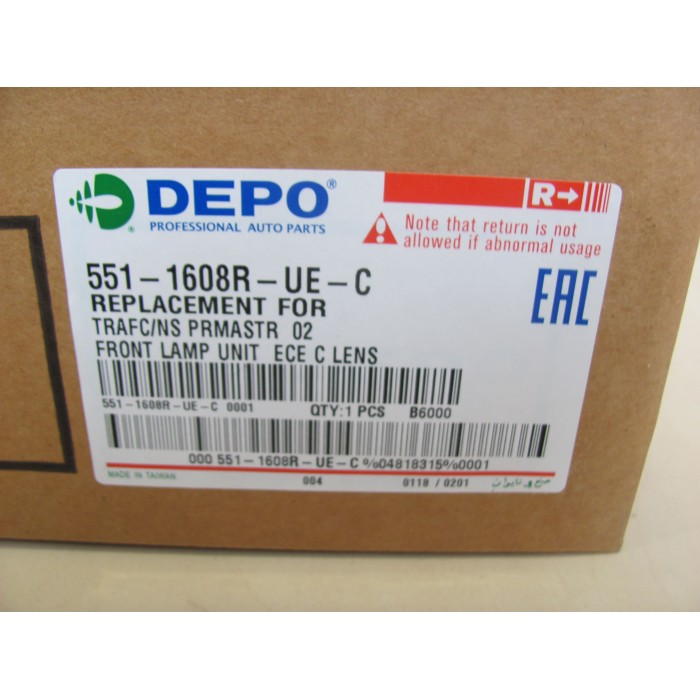 DEPO®
PROFESSIONAL AUTO PARTS
®
R→
Note that return is not
allowed if abnormal usage
551-1608R-UE-C
REPLACEMENT FOR
TRAFC/NS PRMASTR 02
FRONT LAMP UNIT ECE C LENS
EAC
551-1608R-UE-C 0001 QTY:1 PCS B6000
000 551-1608R-UE-C%04818315%0001
MADE IN TAIWAN 004 0118 / 0201